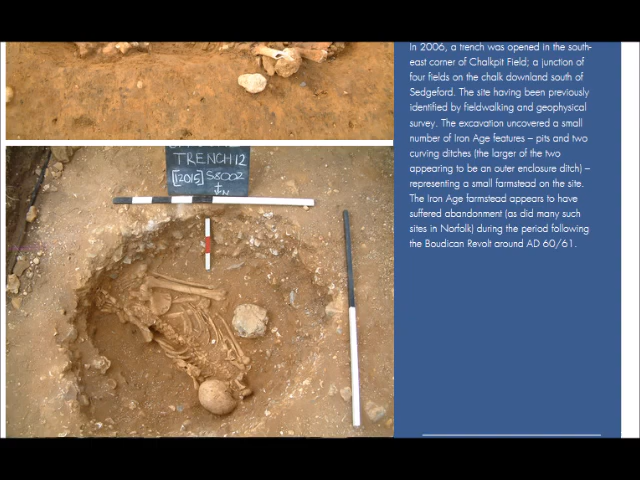 TRENCH 12
[12015] S8002
N
In 2006, a trench was opened in the south-
east corner of Chalkpit Field; a junction of
four fields on the chalk downland south of
Sedgeford. The site having been previously
identified by fieldwalking and geophysical
survey. The excavation uncovered a small
number of Iron Age features – pits and two
curving ditches (the larger of the two
appearing to be an outer enclosure ditch) –
representing a small farmstead on the site.
The Iron Age farmstead appears to have
suffered abandonment (as did many such
sites in Norfolk) during the period following
the Boudican Revolt around AD 60/61.